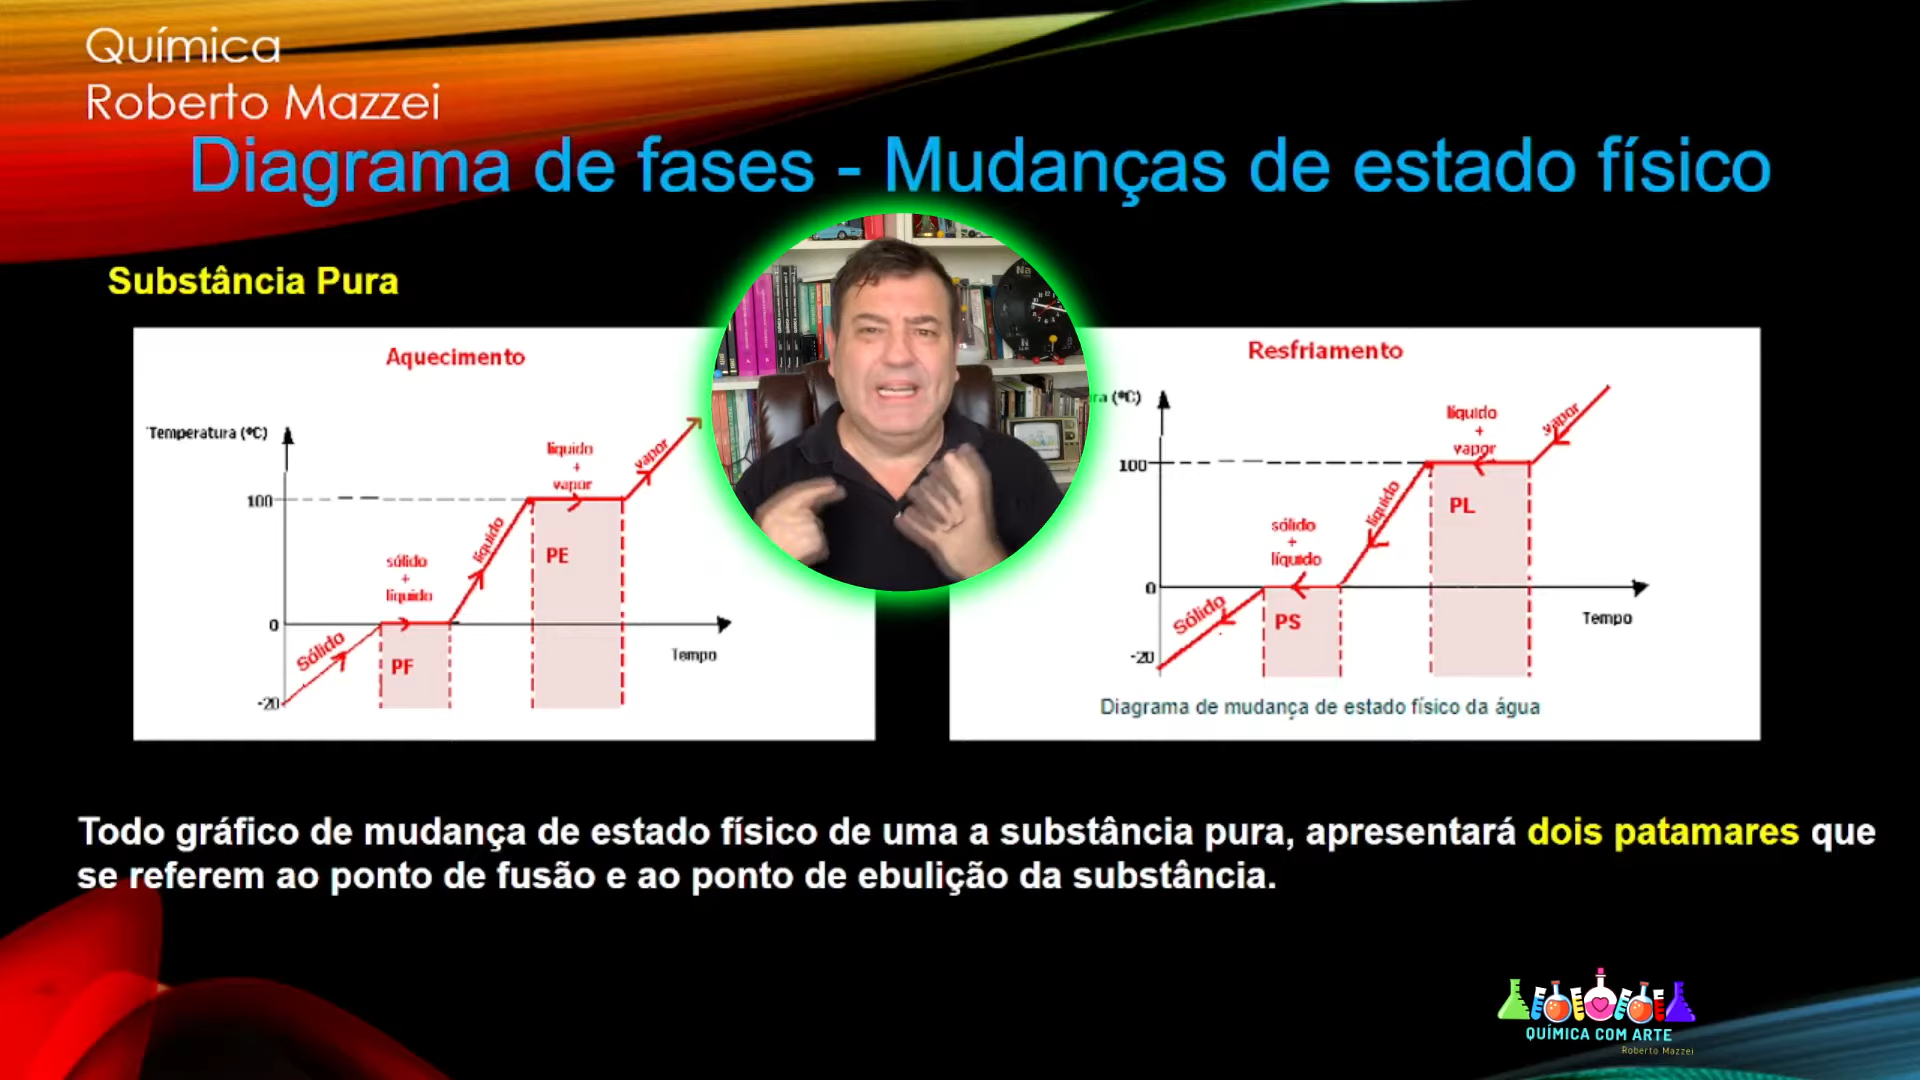 Química
Roberto Mazzei
Diagrama de fases - Mudanças de estado físico
Substância Pura
Aquecimento
Temperatura (ºC)
100
0
-20
Sólido
sólido
+
líquido
líquido
líquido
+
vapor
vapor
PF
PE
Tempo
Na
Resfriamento
ra (ºC)
100
0
-20
líquido
+
vapor
vapor
líquido
sólido
+
líquido
Sólido
PS
PL
Tempo
Diagrama de mudança de estado físico da água
Todo gráfico de mudança de estado físico de uma a substância pura, apresentará dois patamares que
se referem ao ponto de fusão e ao ponto de ebulição da substância.
QUÍMICA COM ARTE
Roberto Mazzei